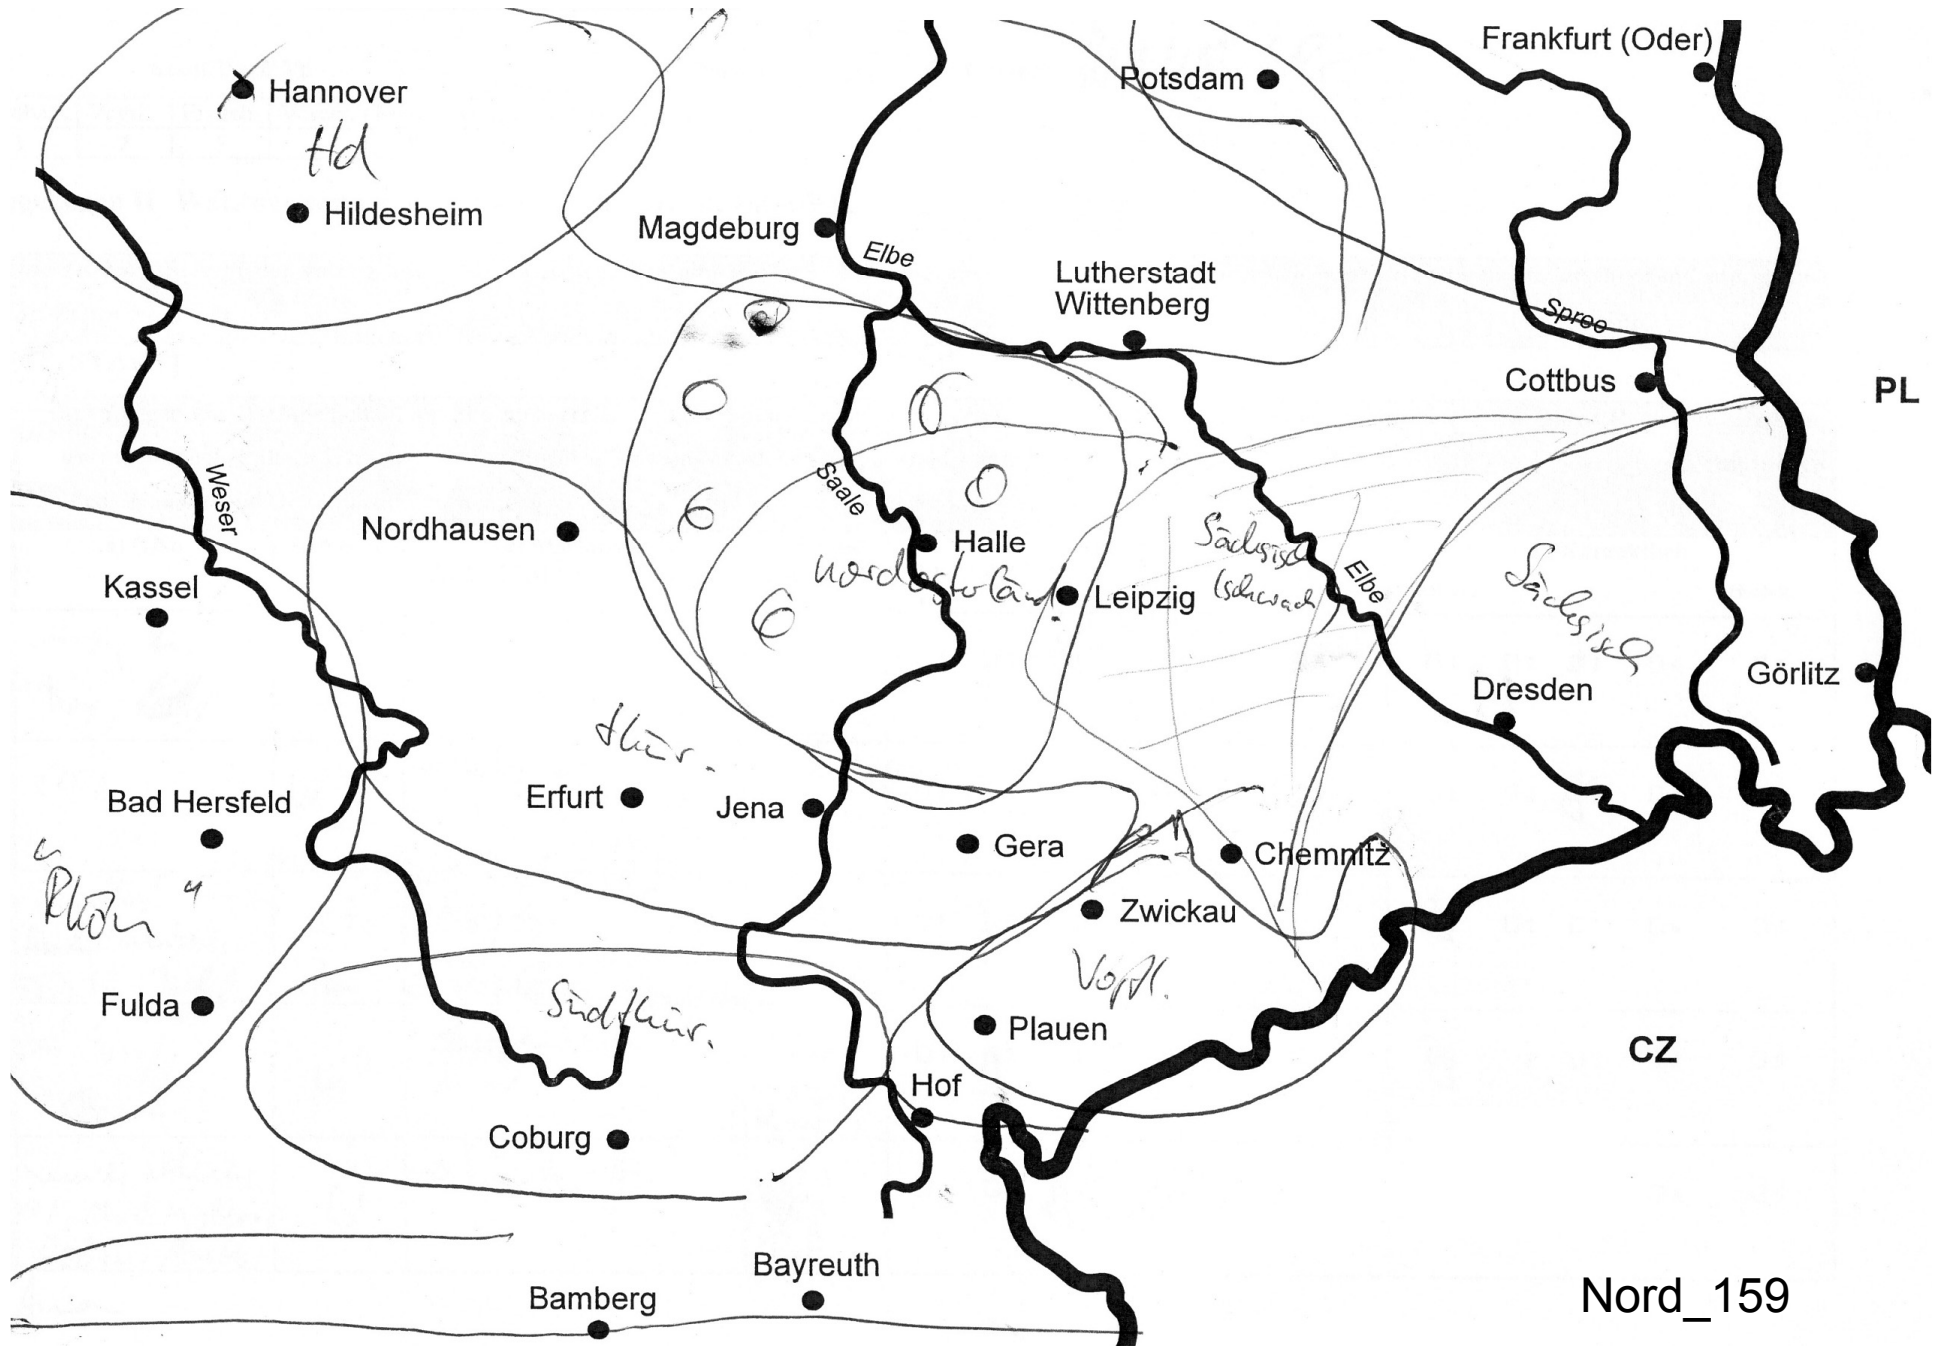 Frankfurt (Oder)
Potsdam
Hannover
Hd
Hildesheim
Magdeburg
Elbe
Lutherstadt
Wittenberg
Spree
Cottbus
PL
Weser
Saale
Nordhausen
Halle
Sächsisch
(schwach)
Elbe
Sächsisch
Kassel
nordosterländ.
Leipzig
Görlitz
Dresden
thür.
Bad Hersfeld
Erfurt
Jena
Gera
Chemnitz
"Rhön"
Zwickau
Vogtl.
Fulda
Südthür.
Plauen
CZ
Hof
Coburg
Bayreuth
Bamberg
Nord_159